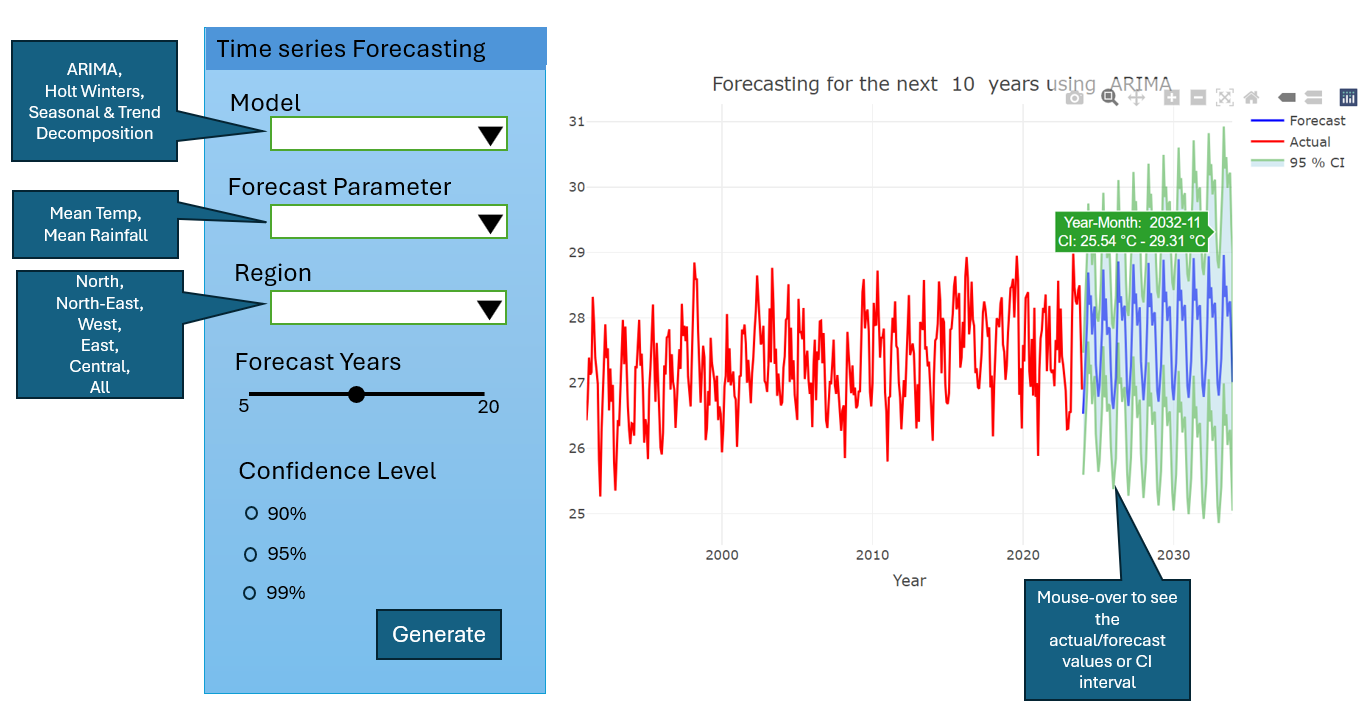 Time series Forecasting
ARIMA,
Holt Winters,
Seasonal & Trend
Decomposition
Model
Mean Temp,
Mean Rainfall
Forecast Parameter
North,
North-East,
West,
East,
Central,
All
Region
Forecast Years
5
20
Confidence Level
90%
95%
99%
Generate
Forecasting for the next 10 years using ARIMA
Forecast
Actual
95 % CI
31
30
29
28
27
26
25
Year-Month: 2032-11
CI: 25.54 °C - 29.31 °C
2000
2010
2020
2030
Year
Mouse-over to see
the
actual/forecast
values or CI
interval